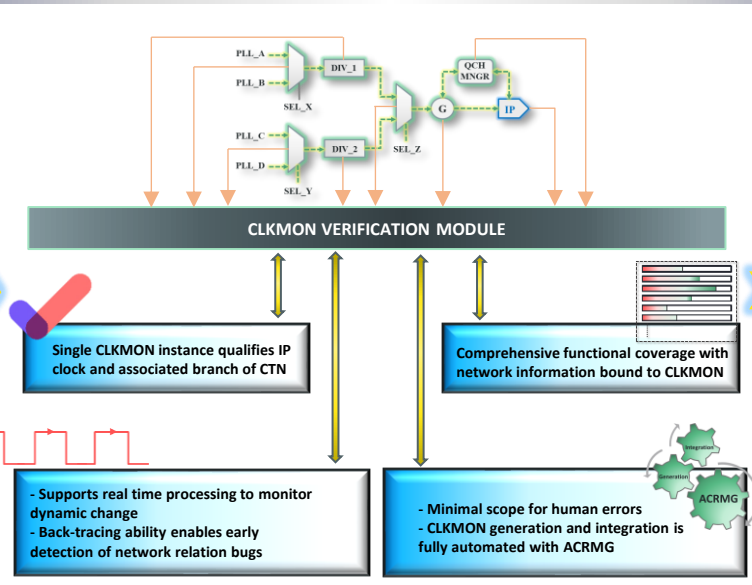 PLL_A
DIV_1
QCH
MNGR
PLL_B
G
IP
SEL_X
PLL_C
DIV_2
SEL_Z
PLL_D
SEL_Y
CLKMON VERIFICATION MODULE
Single CLKMON instance qualifies IP
clock and associated branch of CTN
Comprehensive functional coverage with
network information bound to CLKMON
Integration
Generation
ACRMG
- Supports real time processing to monitor
dynamic change
- Back-tracing ability enables early
detection of network relation bugs
- Minimal scope for human errors
- CLKMON generation and integration is
fully automated with ACRMG